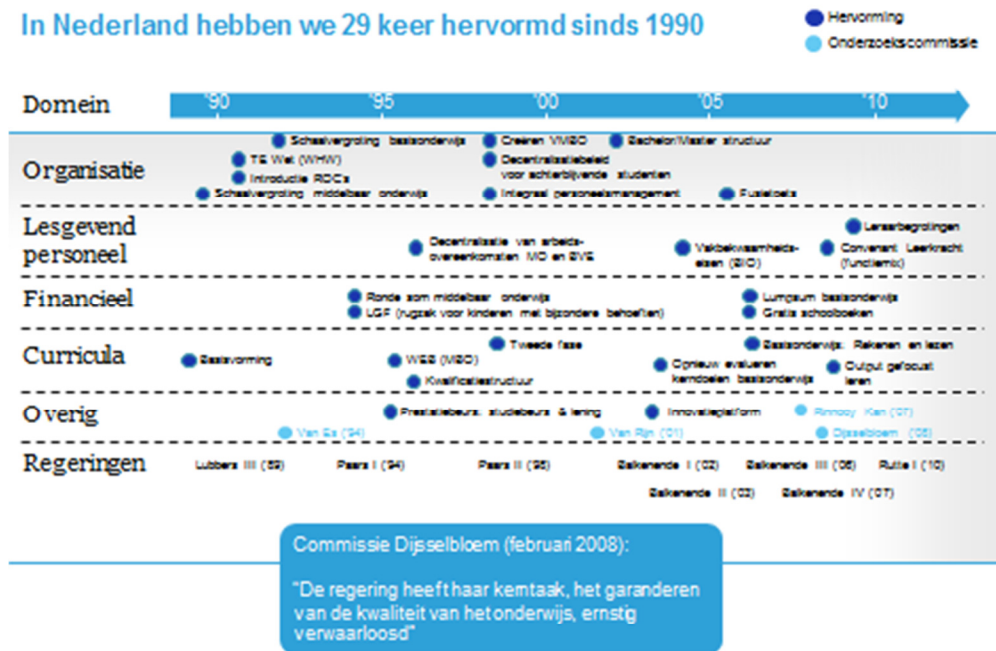 In Nederland hebben we 29 keer hervormd sinds 1990
Hervorming
Onderzoekscommissie
Domein
'90 '95 '00 '05 '10
Organisatie
Schaalvergroting basisonderwijs
Creëren VMBO
Bachelor/Master structuur
Decentralisatiebeleid
voor achterblijvende studenten
Introductie ROC's
Schaalvergroting middelbaar onderwijs
Integraal personeelsmanagement
Fusietoets
Lesgevend
personeel
Decentralisatie van arbeids-
overeenkomsten MO en BVE
Vakbekwaamheids-
eisen (BIO)
Lerarbegrotingen
Convenant Leerkracht
(functiemix)
Financieel
Ronde som middelbaar onderwijs
LGF (rugzak voor kinderen met bijzondere behoeften)
Lumpsum basisonderwijs
Gratis schoolboeken
Curricula
Basisvorming
WEB (MBO)
Kwalificatiestructuur
Tweede fase
Basisonderwijs: Rekenen en lezen
Opnieuw evalueren
kerndoelen basisonderwijs
Output gefocust
leren
Overig
Prestatiebeurs: studiebeurs & lening
Innovatieplatform
Rinnooy Kan ('07)
Van Es ('94)
Van Rijn ('01)
Dijsselbloem ('08)
Regeringen
Lubbers III ('89)
Paars I ('94)
Paars II ('98)
Balkenende I ('02)
Balkenende III ('06)
Rutte I ('10)
Balkenende II ('03)
Balkenende IV ('07)
Commissie Dijsselbloem (februari 2008):
"De regering heeft haar kerntaak, het garanderen
van de kwaliteit van het onderwijs, ernstig
verwaarloosd"